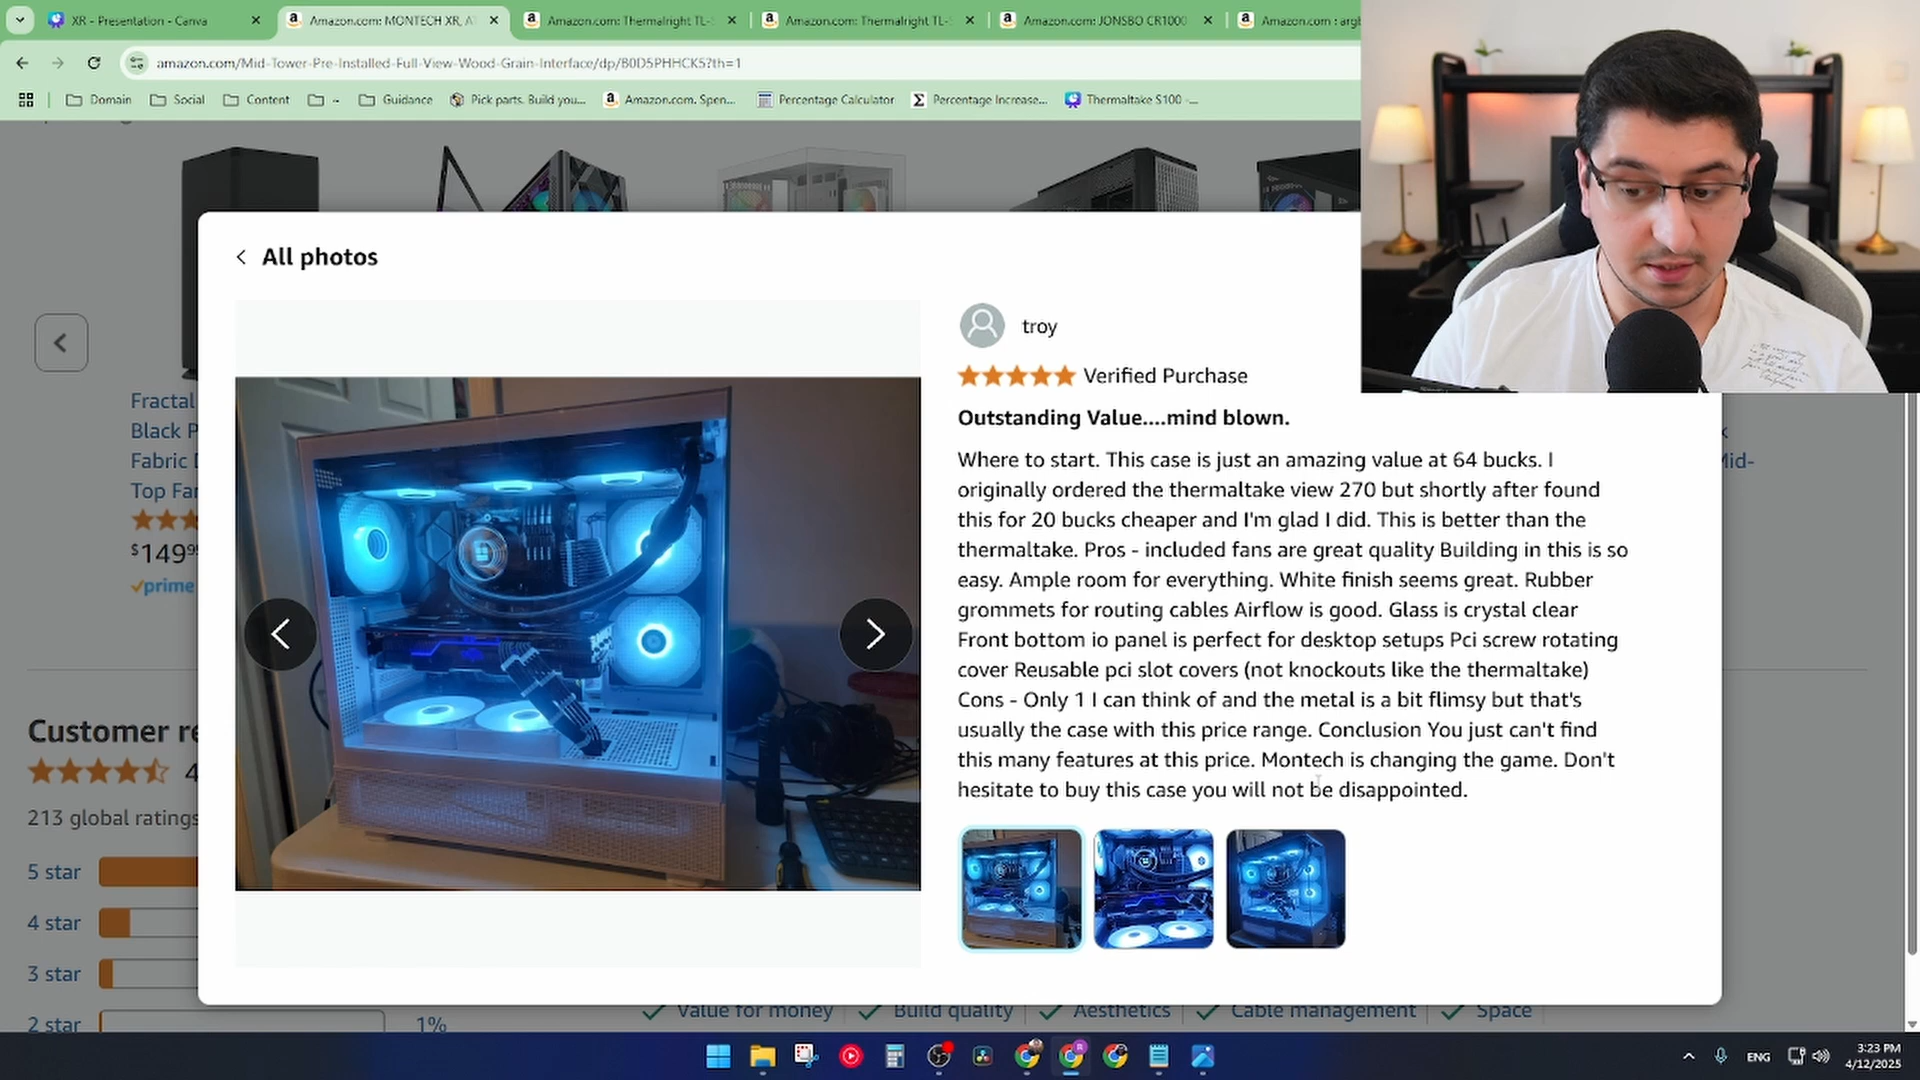 XR - Presentation - Canva
Amazon.com: MONTECH XR, A
Amazon.com: Thermalright TL-
Amazon.com: Thermalright TL-
Amazon.com: JONSBO CR1000
Amazon.com : argb
amazon.com/Mid-Tower-Pre-Installed-Full-View-Wood-Grain-Interface/dp/B0D5PHHCK5?th=1
Domain
Social
Content
..
Guidance
Pick parts. Build you...
Amazon.com. Spen...
Percentage Calculator
Percentage Increase...
Thermaltake S100 -...
All photos
troy
Verified Purchase
Outstanding Value....mind blown.
Where to start. This case is just an amazing value at 64 bucks. I
originally ordered the thermaltake view 270 but shortly after found
this for 20 bucks cheaper and I'm glad I did. This is better than the
thermaltake. Pros - included fans are great quality Building in this is so
easy. Ample room for everything. White finish seems great. Rubber
grommets for routing cables Airflow is good. Glass is crystal clear
Front bottom io panel is perfect for desktop setups Pci screw rotating
cover Reusable pci slot covers (not knockouts like the thermaltake)
Cons - Only 1 I can think of and the metal is a bit flimsy but that's
usually the case with this price range. Conclusion You just can't find
this many features at this price. Montech is changing the game. Don't
hesitate to buy this case you will not be disappointed.
Fractal
Black P
Fabric D
Top Fa
$149
prime
Mid-
Customer re
4
213 global ratings
5 star
4 star
3 star
2 star
1%
Value for money
Build quality
Aesthetics
Cable management
Space
ENG
3:23 PM
4/12/2025